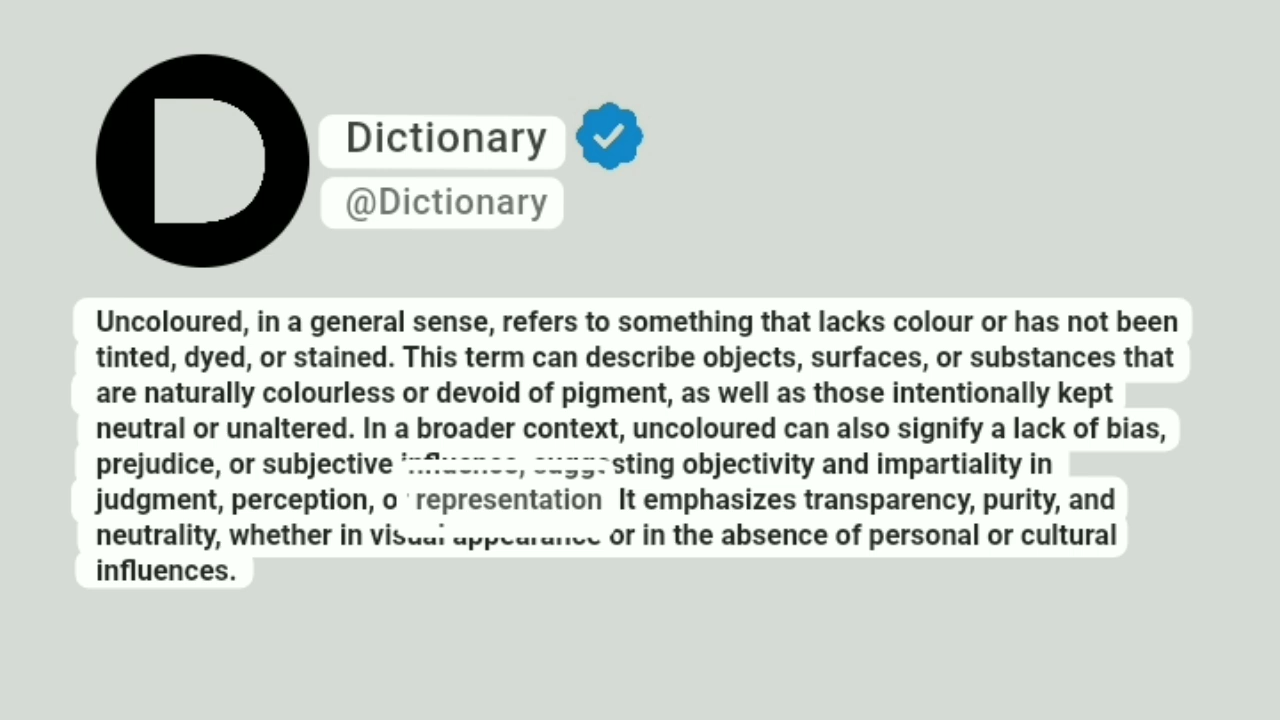 Dictionary
@Dictionary
Uncoloured, in a general sense, refers to something that lacks colour or has not been
tinted, dyed, or stained. This term can describe objects, surfaces, or substances that
are naturally colourless or devoid of pigment, as well as those intentionally kept
neutral or unaltered. In a broader context, uncoloured can also signify a lack of bias,
prejudice, or subjective influence, suggesting objectivity and impartiality in
judgment, perception, representation It emphasizes transparency, purity, and
neutrality, whether in visual appearance or in the absence of personal or cultural
influences.